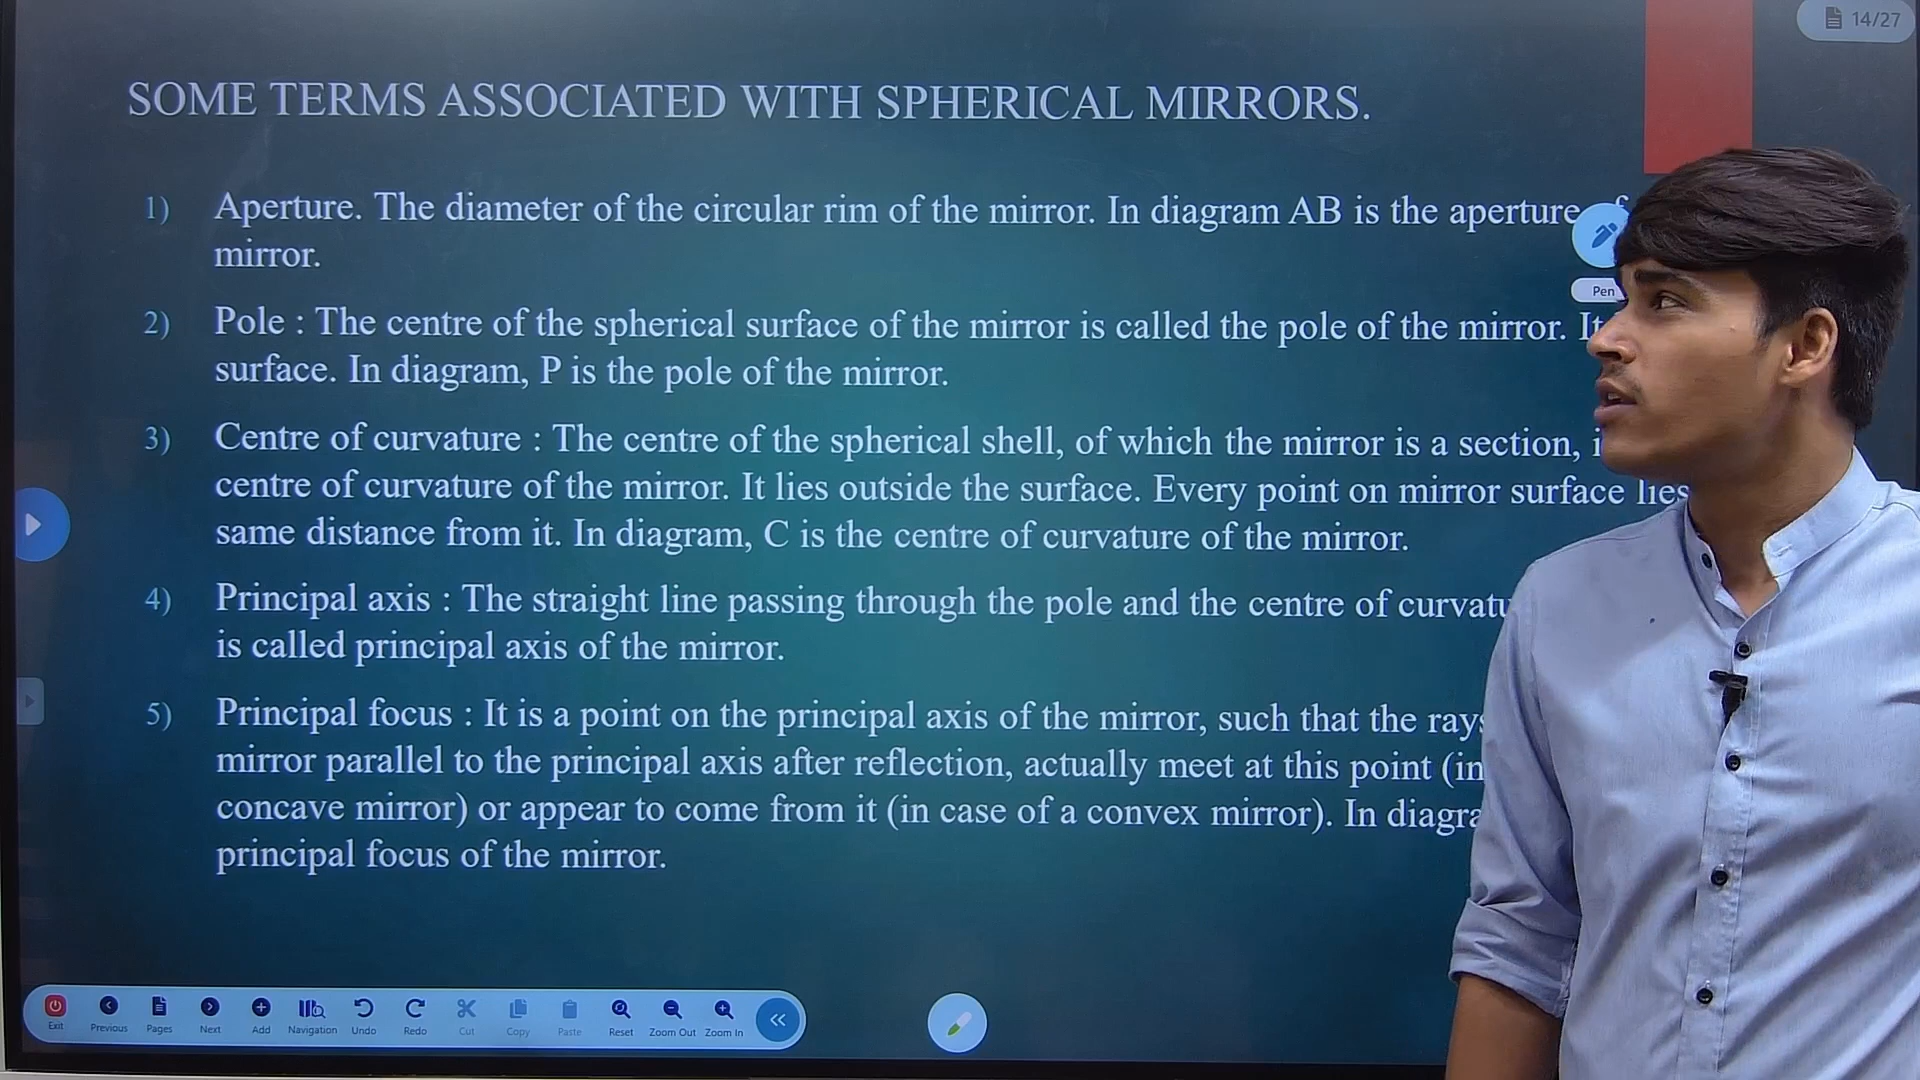 14/27
SOME TERMS ASSOCIATED WITH SPHERICAL MIRRORS.
1) Aperture. The diameter of the circular rim of the mirror. In diagram AB is the aperture
mirror.
Pen
2) Pole : The centre of the spherical surface of the mirror is called the pole of the mirror. It
surface. In diagram, P is the pole of the mirror.
3) Centre of curvature : The centre of the spherical shell, of which the mirror is a section,
centre of curvature of the mirror. It lies outside the surface. Every point on mirror surface lies
same distance from it. In diagram, C is the centre of curvature of the mirror.
4) Principal axis : The straight line passing through the pole and the centre of
is called principal axis of the mirror.
5) Principal focus : It is a point on the principal axis of the mirror, such that the rays
mirror parallel to the principal axis after reflection, actually meet at this point (in
concave mirror) or appear to come from it (in case of a convex mirror). In
principal focus of the mirror.
Exit Previous Pages Next Add Navigation Undo Redo Cut Copy Paste Reset Zoom Out Zoom In